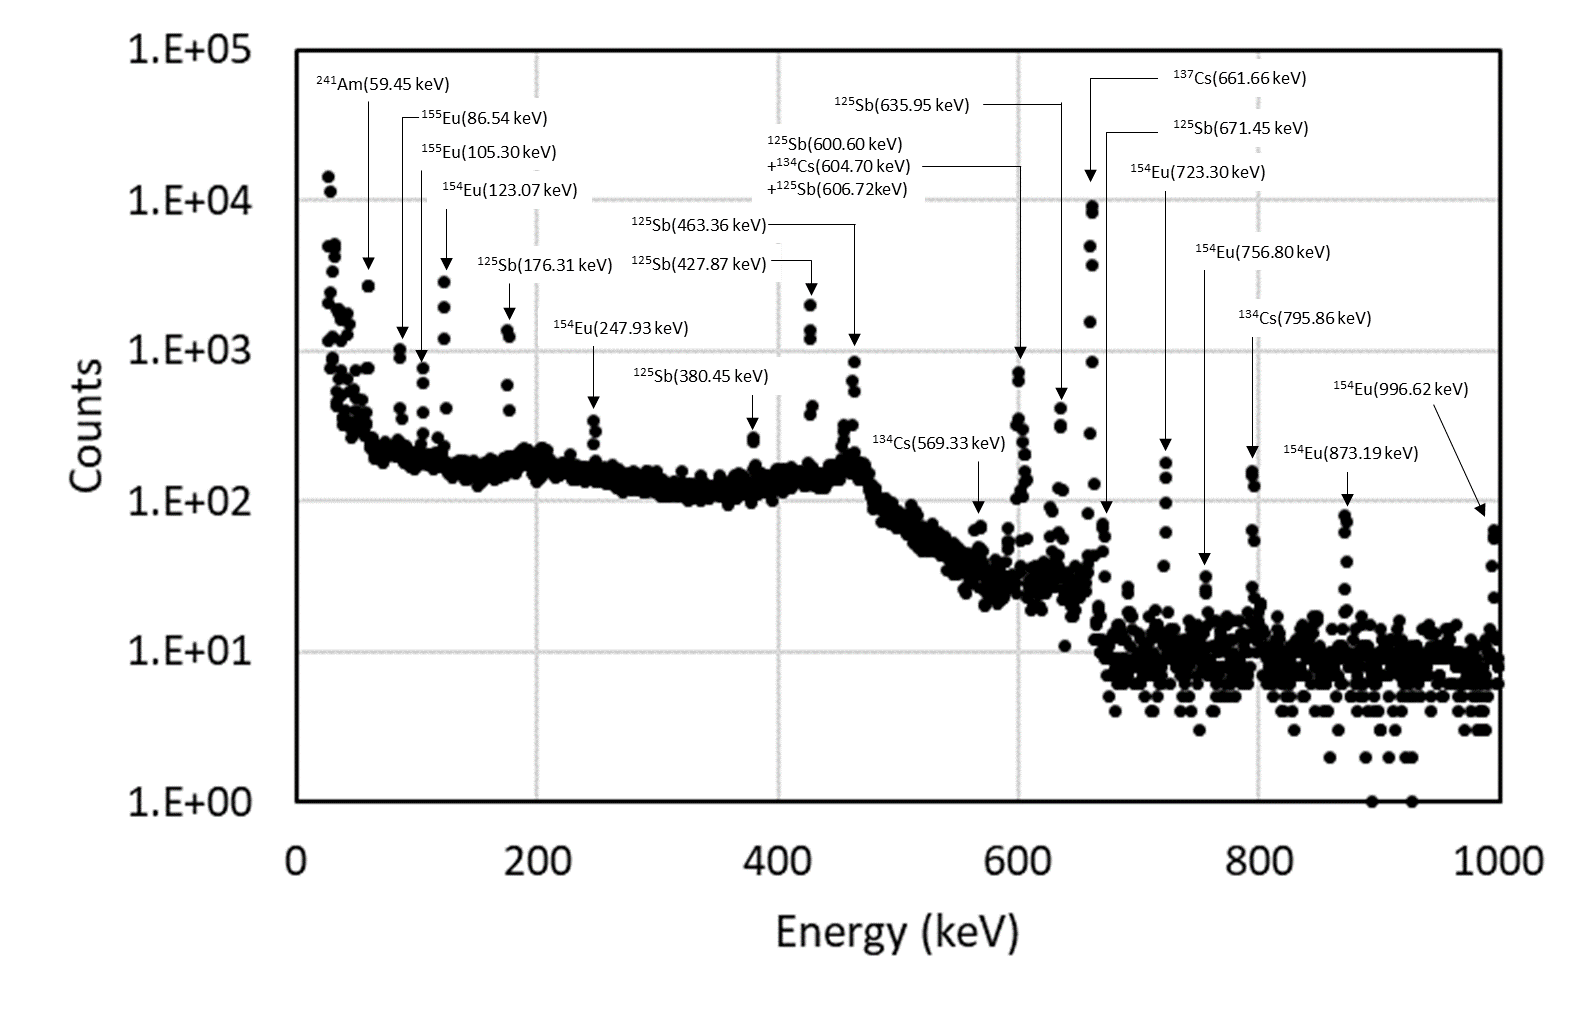 1.E+05
1.E+04
1.E+03
1.E+02
1.E+01
1.E+00
Counts
²⁴¹Am(59.45 keV)
¹⁵⁵Eu(86.54 keV)
¹⁵⁵Eu(105.30 keV)
¹⁵⁴Eu(123.07 keV)
¹²⁵Sb(176.31 keV)
¹⁵⁴Eu(247.93 keV)
¹²⁵Sb(380.45 keV)
¹²⁵Sb(427.87 keV)
¹²⁵Sb(463.36 keV)
¹³⁴Cs(569.33 keV)
¹²⁵Sb(600.60 keV)
+¹³⁴Cs(604.70 keV)
+¹²⁵Sb(606.72keV)
¹²⁵Sb(635.95 keV)
¹³⁷Cs(661.66 keV)
¹²⁵Sb(671.45 keV)
¹⁵⁴Eu(723.30 keV)
¹⁵⁴Eu(756.80 keV)
¹³⁴Cs(795.86 keV)
¹⁵⁴Eu(873.19 keV)
¹⁵⁴Eu(996.62 keV)
0 200 400 600 800 1000
Energy (keV)